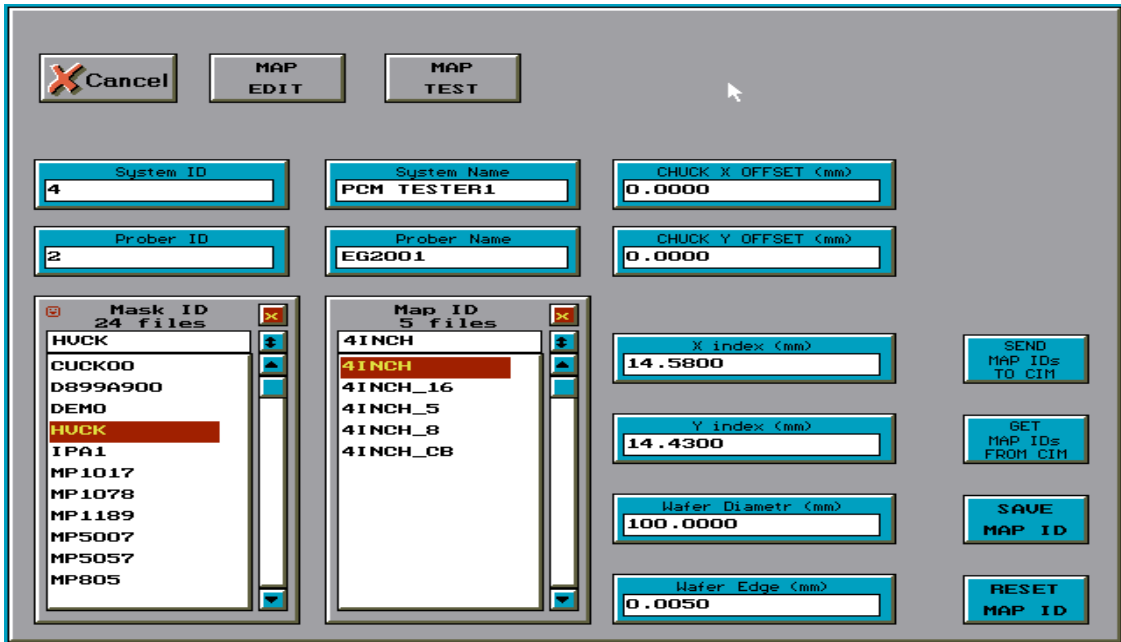 Cancel
MAP
EDIT
MAP
TEST
System ID
4
System Name
PCM TESTER1
CHUCK X OFFSET (mm)
0.0000
Prober ID
2
Prober Name
EG2001
CHUCK Y OFFSET (mm)
0.0000
Mask ID
24 files
HVCK
CUCKOO
D899A900
DEMO
HVCK
IPA1
MP1017
MP1078
MP1189
MP5007
MP5057
MP805
Map ID
5 files
4INCH
4INCH
4INCH_16
4INCH_5
4INCH_8
4INCH_CB
X index (mm)
14.5800
Y index (mm)
14.4300
Wafer Diametr (mm)
100.0000
Wafer Edge (mm)
0.0050
SEND
MAP IDs
TO CIM
GET
MAP IDs
FROM CIM
SAVE
MAP ID
RESET
MAP ID